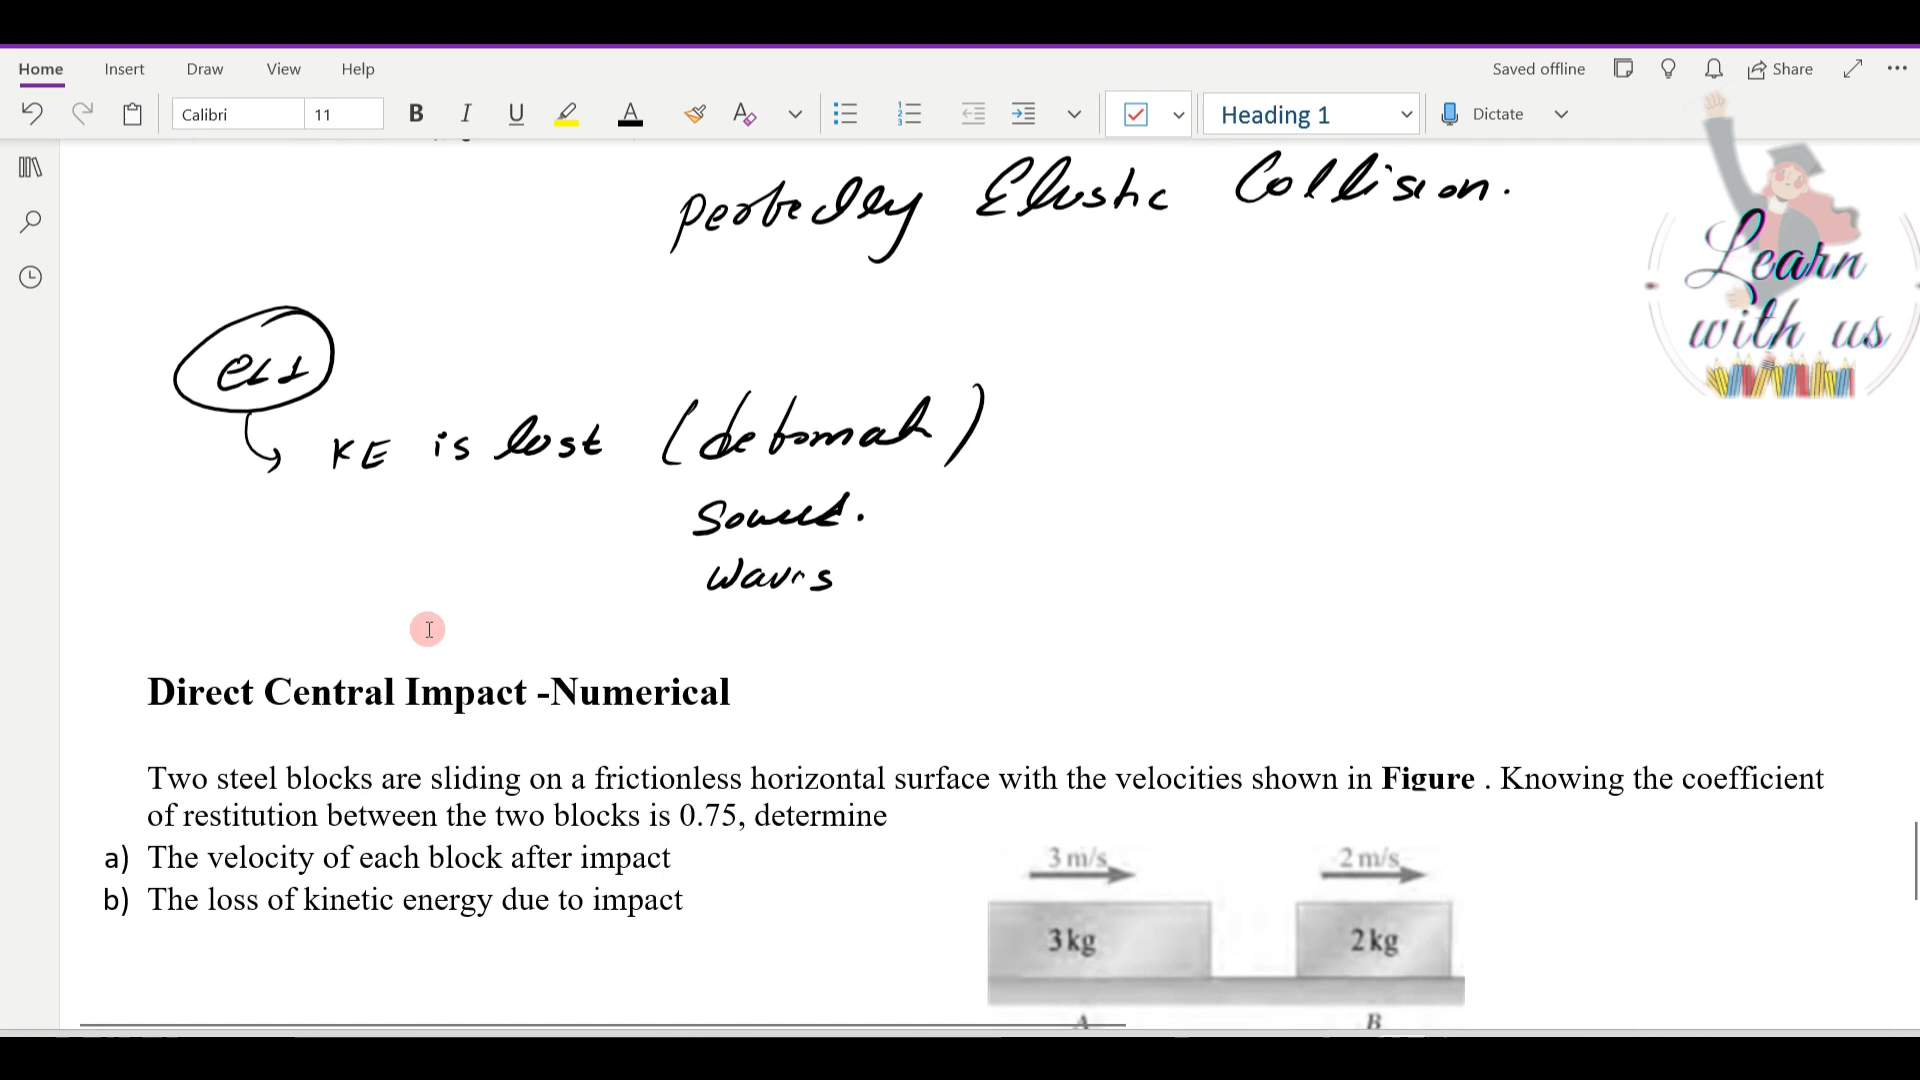 Home Insert Draw View Help Saved offline Share
Calibri 11 B I U A A Heading 1 Dictate
Elastic Collision.
Learn
with us
e<1
KE is lost
waves
Direct Central Impact -Numerical
Two steel blocks are sliding on a frictionless horizontal surface with the velocities shown in Figure . Knowing the coefficient
of restitution between the two blocks is 0.75, determine
a) The velocity of each block after impact
b) The loss of kinetic energy due to impact
3 m/s 2 m/s
3 kg 2 kg
A B